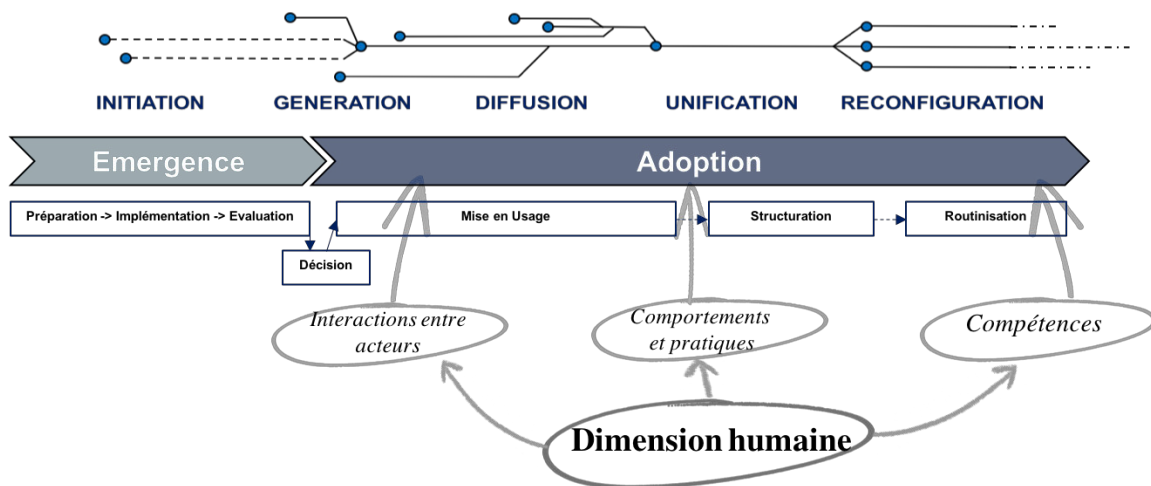 INITIATION GENERATION DIFFUSION UNIFICATION RECONFIGURATION
Emergence Adoption
Préparation -> Implémentation -> Evaluation Mise en Usage Structuration Routinisation
Décision
Interactions entre
acteurs
Comportements
et pratiques
Compétences
Dimension humaine